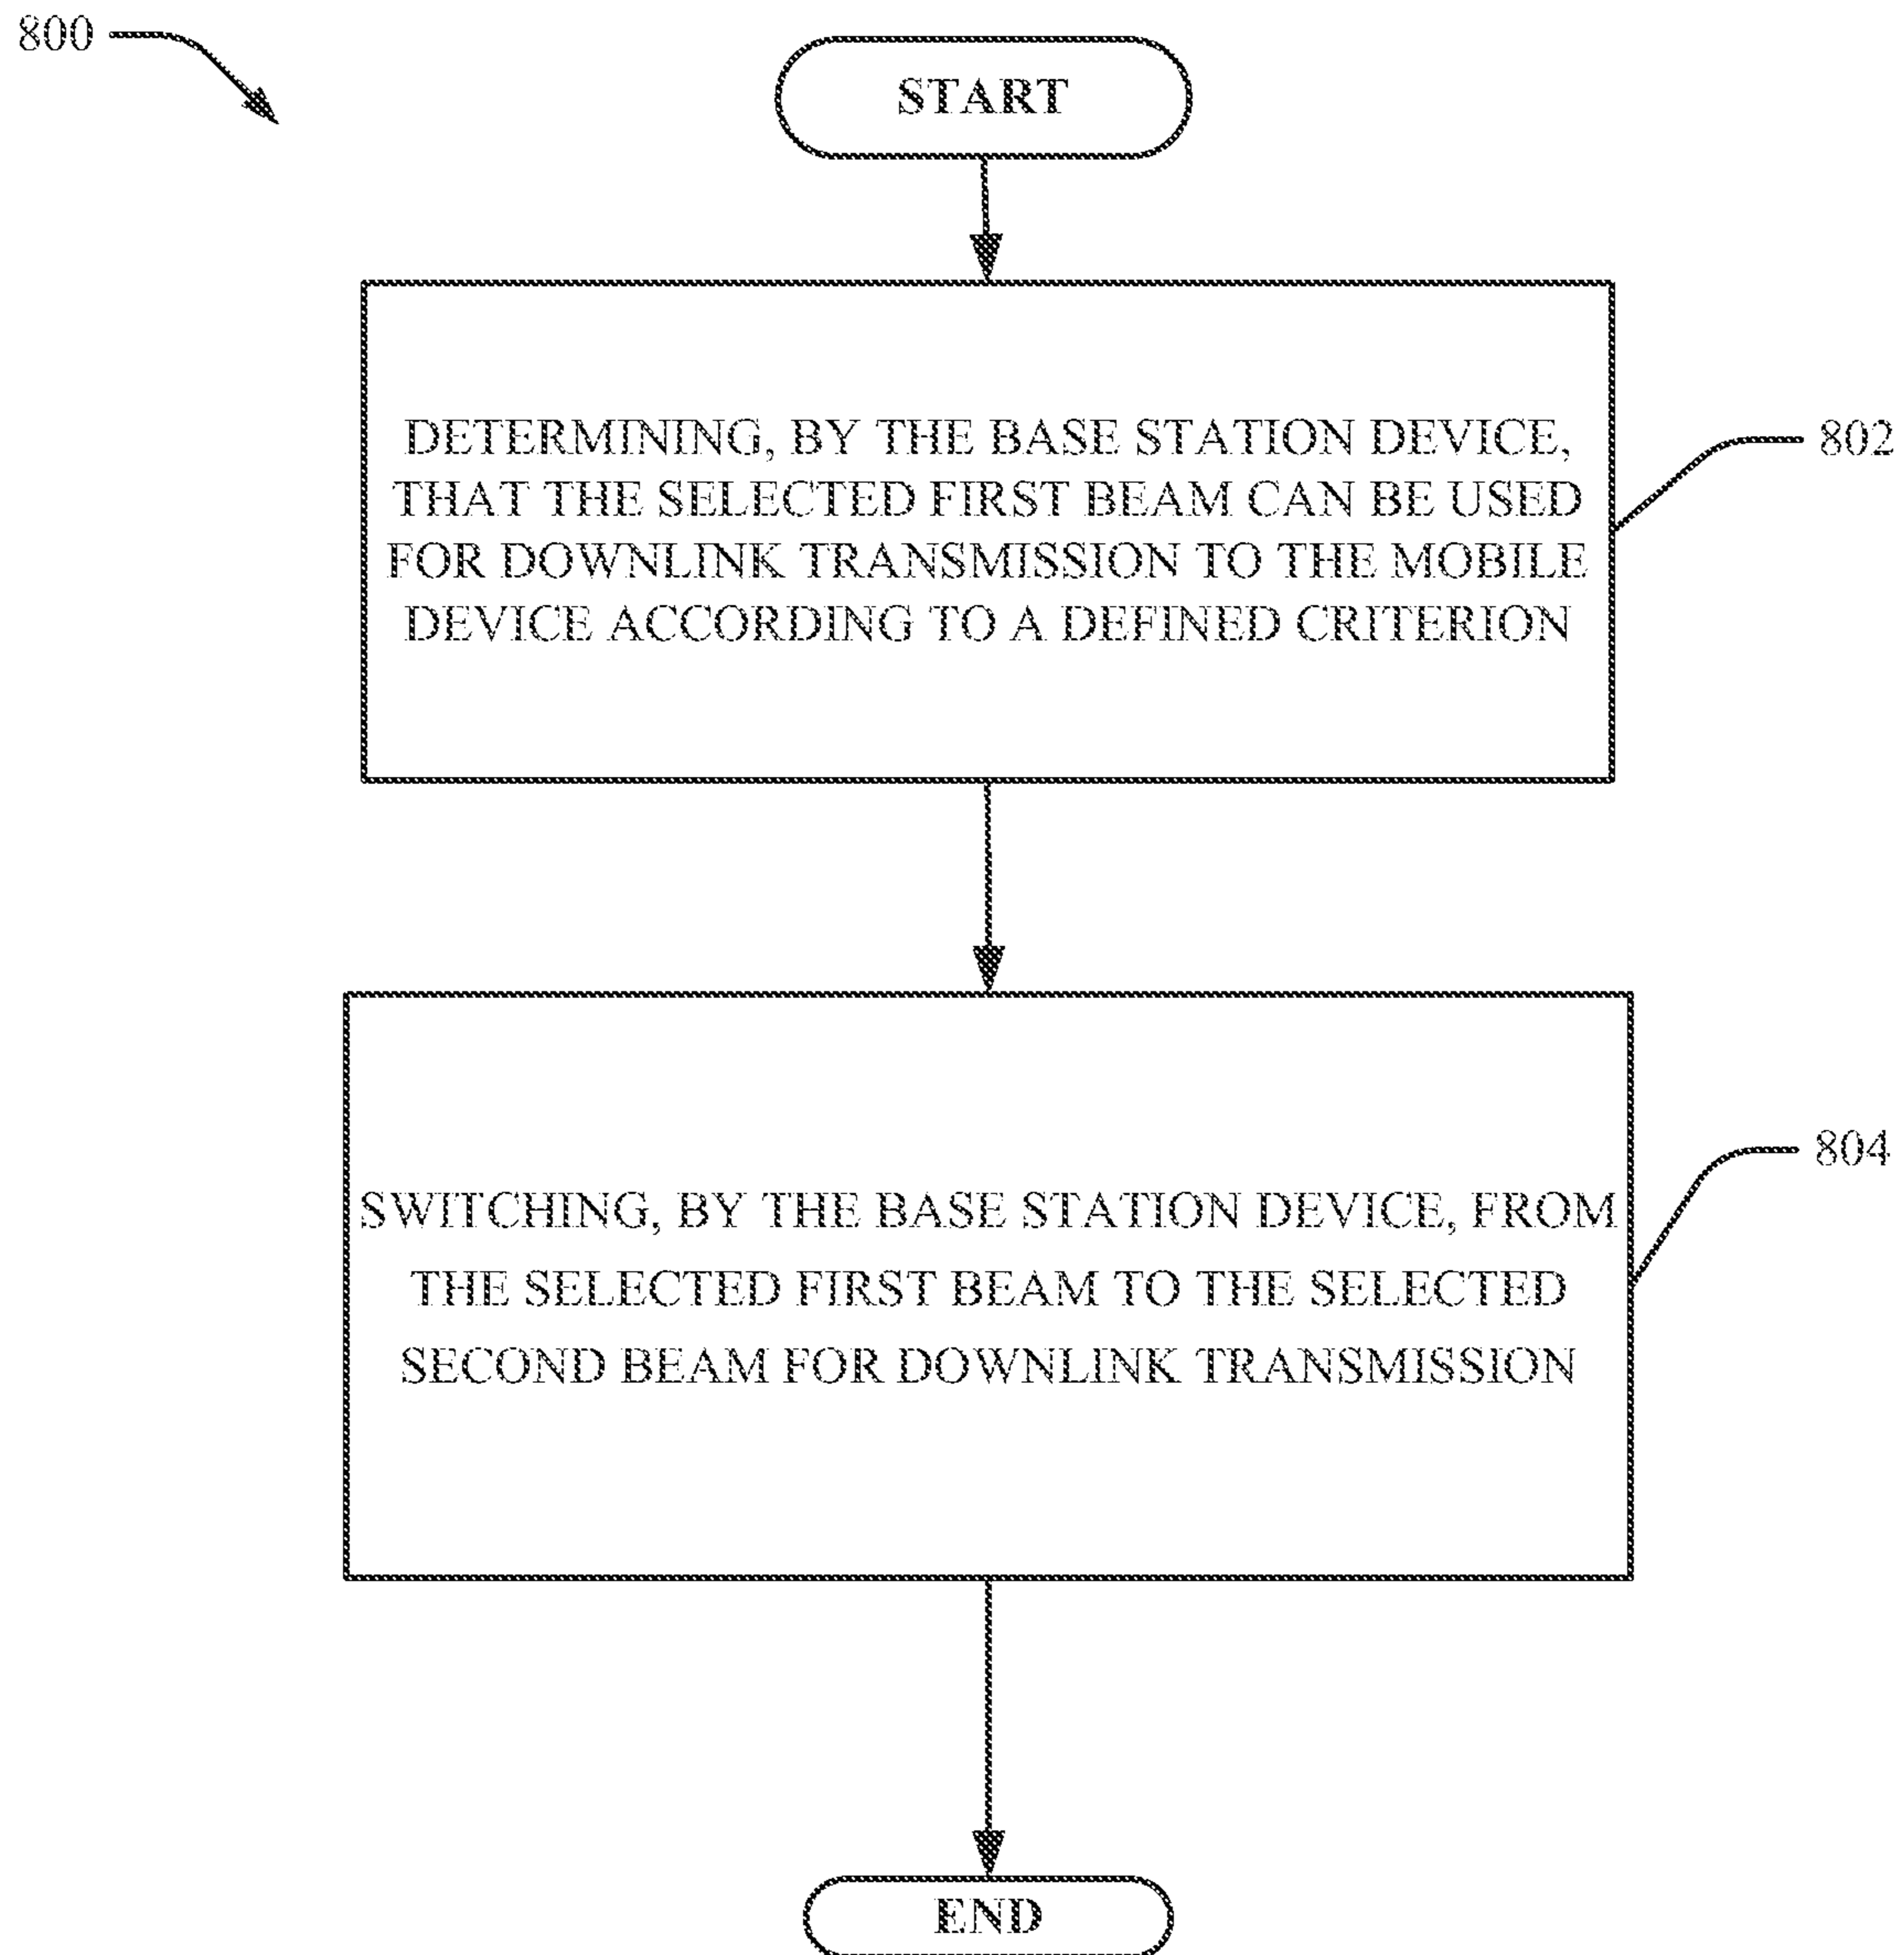 800
START
DETERMINING, BY THE BASE STATION DEVICE,
THAT THE SELECTED FIRST BEAM CAN BE USED
FOR DOWNLINK TRANSMISSION TO THE MOBILE
DEVICE ACCORDING TO A DEFINED CRITERION
802
SWITCHING, BY THE BASE STATION DEVICE, FROM
THE SELECTED FIRST BEAM TO THE SELECTED
SECOND BEAM FOR DOWNLINK TRANSMISSION
804
END